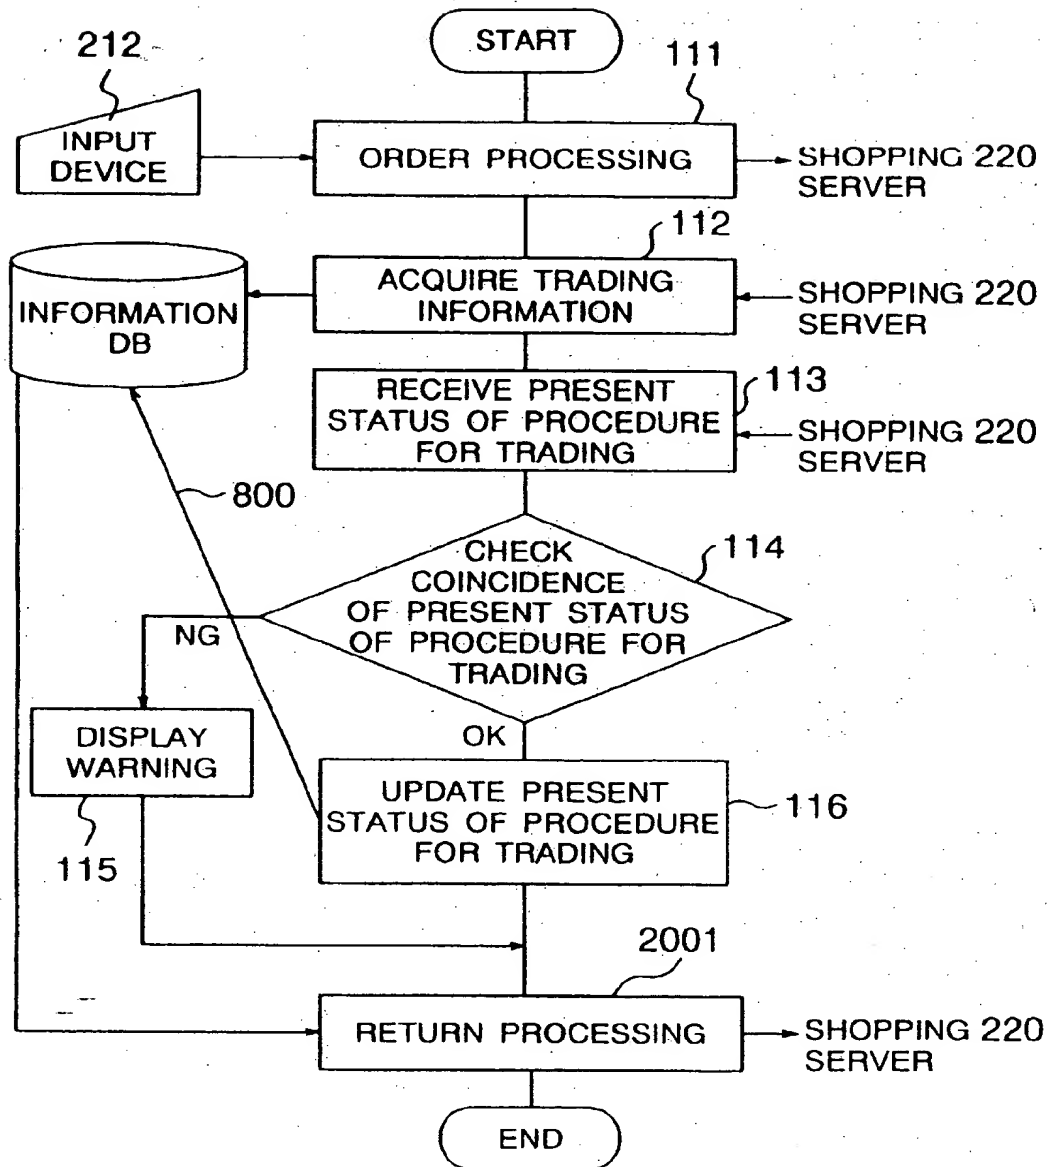 START
212
111
INPUT
DEVICE
ORDER PROCESSING
SHOPPING 220
SERVER
112
ACQUIRE TRADING
INFORMATION
SHOPPING 220
SERVER
INFORMATION
DB
113
RECEIVE PRESENT
STATUS OF PROCEDURE
FOR TRADING
SHOPPING 220
SERVER
800
114
CHECK
COINCIDENCE
OF PRESENT STATUS
OF PROCEDURE FOR
TRADING
NG
OK
DISPLAY
WARNING
115
UPDATE PRESENT
STATUS OF PROCEDURE
FOR TRADING
116
2001
RETURN PROCESSING
SHOPPING 220
SERVER
END